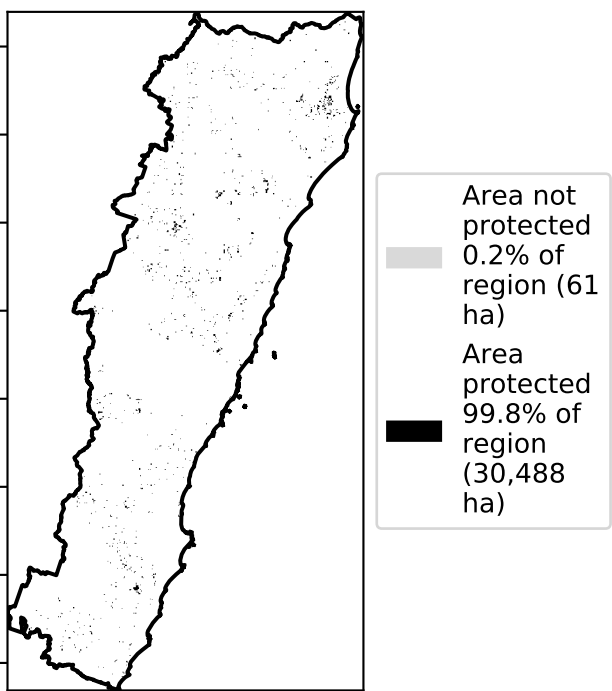 Area not
protected
0.2% of
region (61
ha)
Area
protected
99.8% of
region
(30,488
ha)